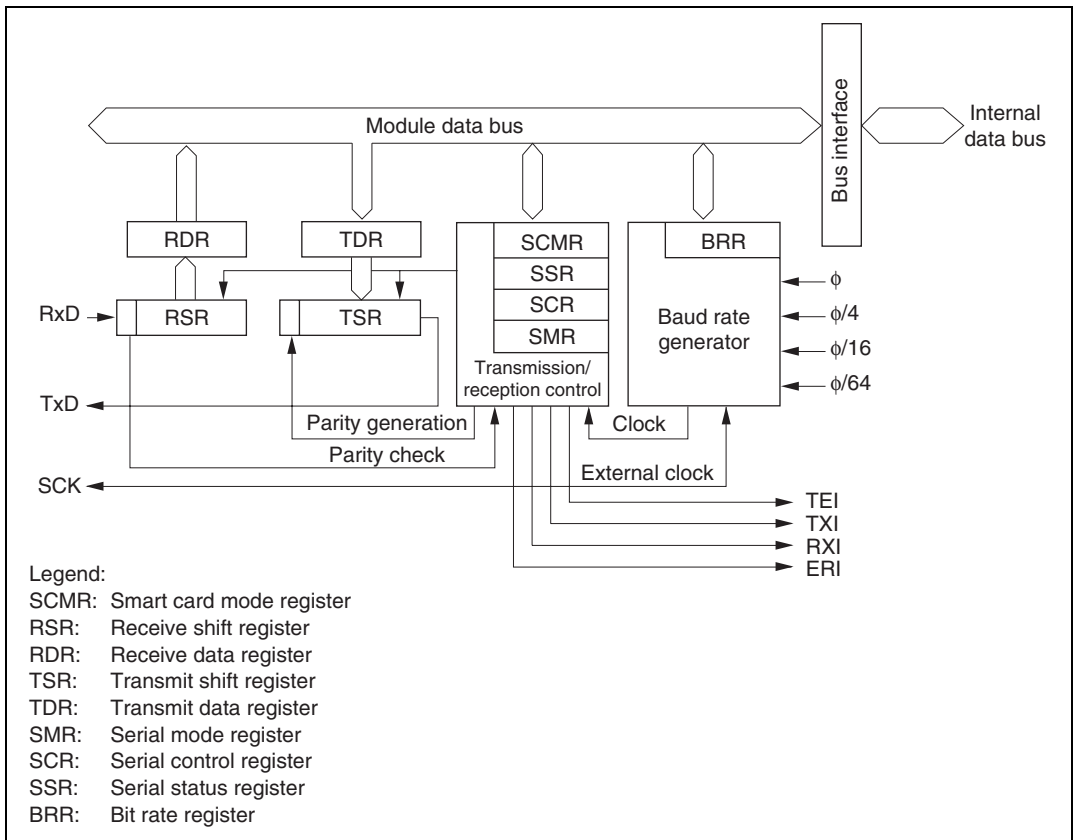 Module data bus
Bus interface
Internal
data bus
RDR
TDR
SCMR
SSR
SCR
SMR
Transmission/
reception control
BRR
Baud rate
generator
ϕ
ϕ/4
ϕ/16
ϕ/64
RxD
RSR
TSR
TxD
Parity generation
Clock
Parity check
External clock
SCK
TEI
TXI
RXI
ERI
Legend:
SCMR: Smart card mode register
RSR: Receive shift register
RDR: Receive data register
TSR: Transmit shift register
TDR: Transmit data register
SMR: Serial mode register
SCR: Serial control register
SSR: Serial status register
BRR: Bit rate register